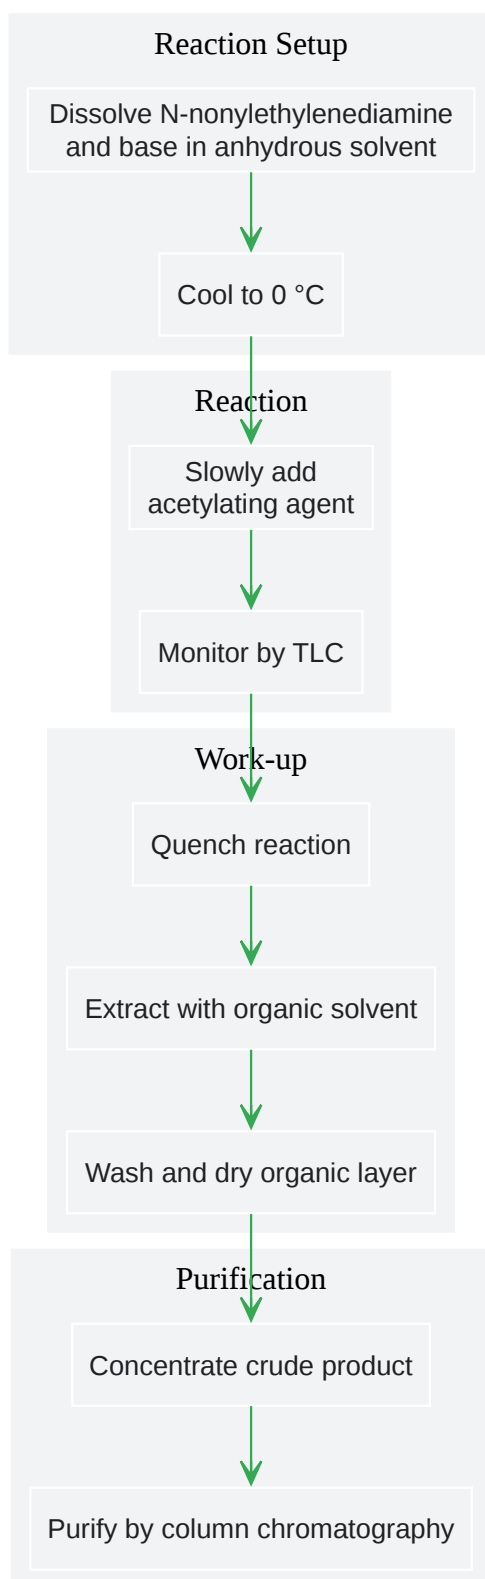 Reaction Setup
Dissolve N-nonylethylenediamine
and base in anhydrous solvent
Cool to 0 °C
Reaction
Slowly add
acetylating agent
Monitor by TLC
Work-up
Quench reaction
Extract with organic solvent
Wash and dry organic layer
Purification
Concentrate crude product
Purify by column chromatography